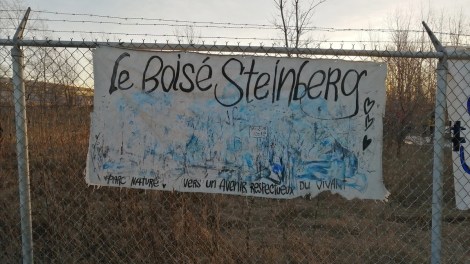 Le Boisé Steinberg
PARC NATURE
VERS UN AVENIR RESPECTUEUX DU VIVANT